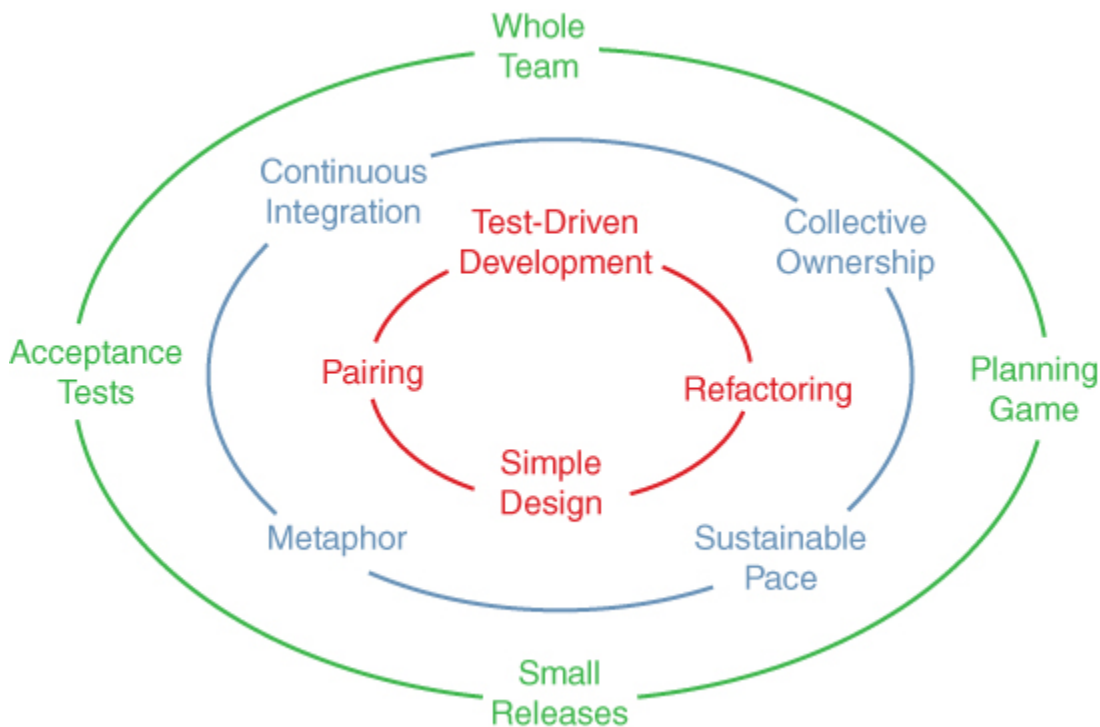 Whole
Team
Continuous
Integration
Test-Driven
Development
Collective
Ownership
Acceptance
Tests
Pairing
Refactoring
Planning
Game
Simple
Design
Metaphor
Sustainable
Pace
Small
Releases